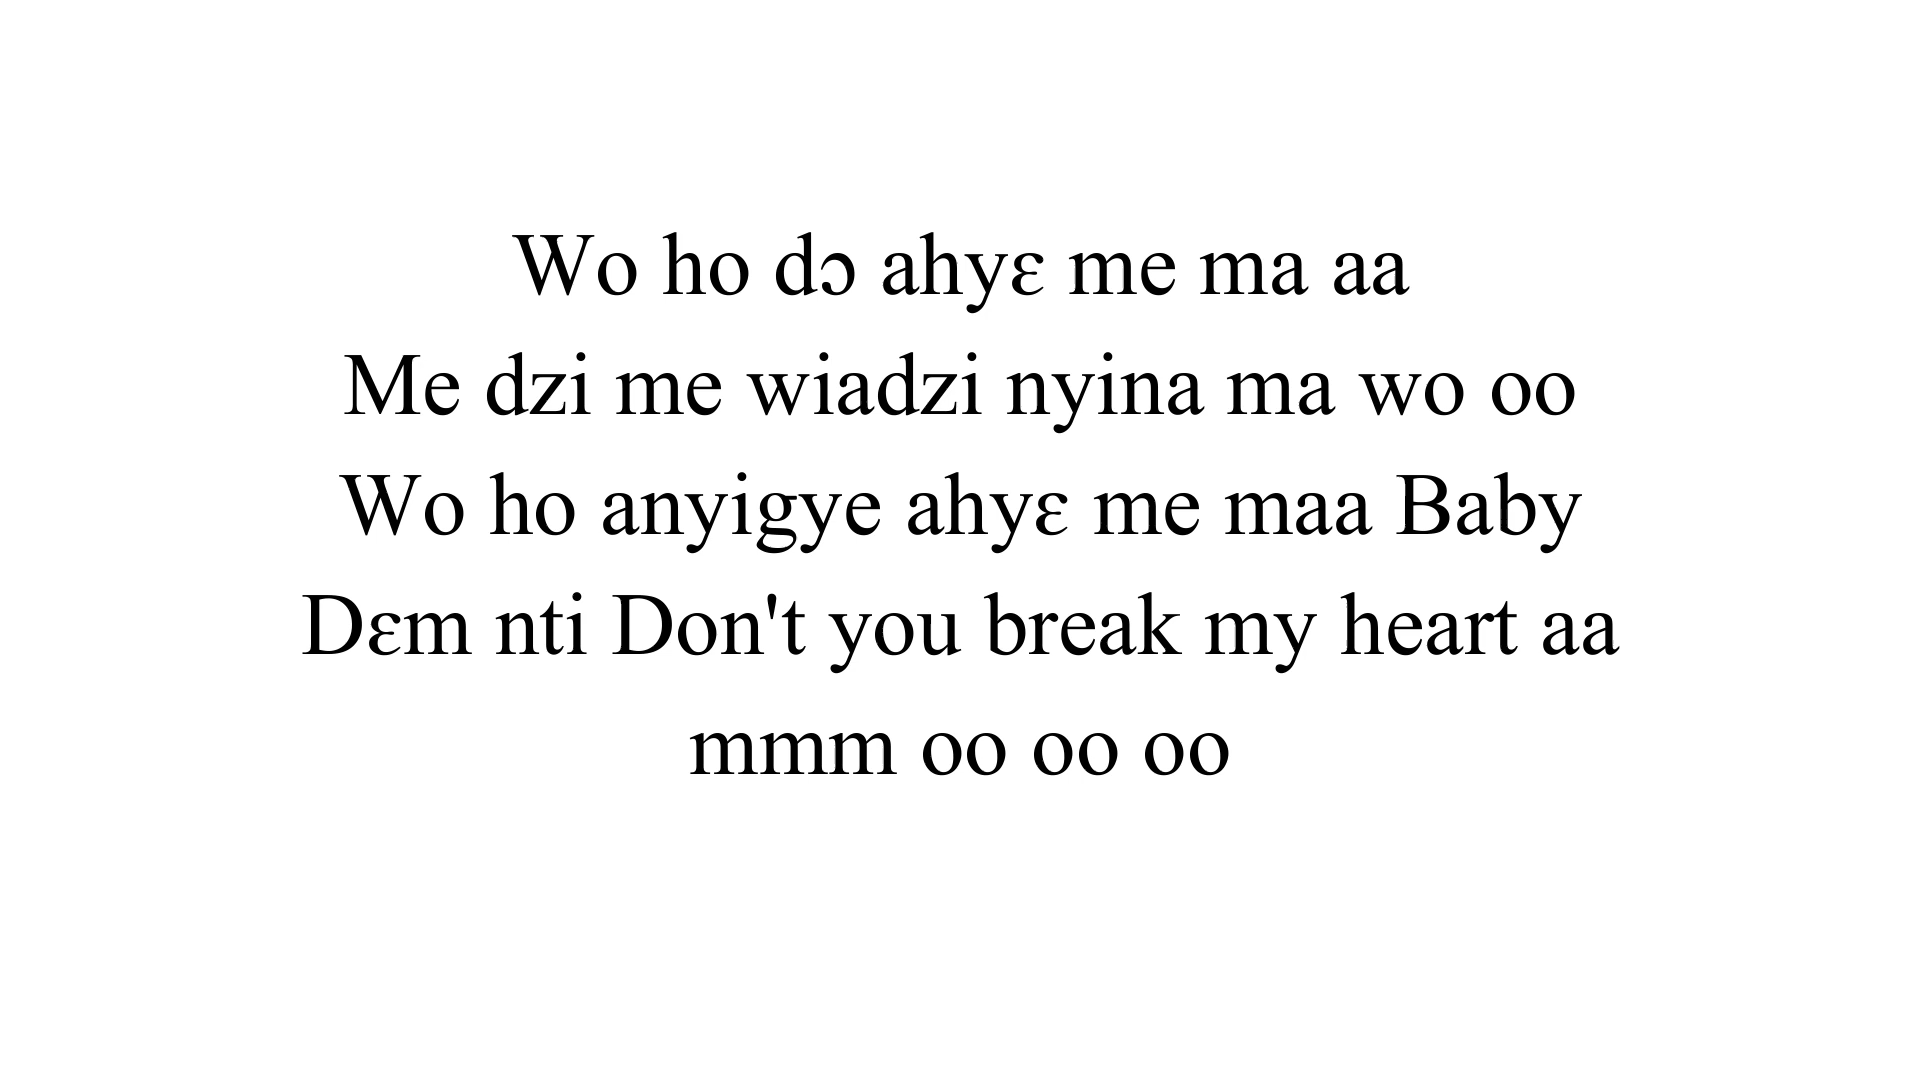 Wo ho dɔ ahyɛ me ma aa
Me dzi me wiadzi nyina ma wo oo
Wo ho anyigye ahyɛ me maa Baby
Dɛm nti Don't you break my heart aa
mmm oo oo oo